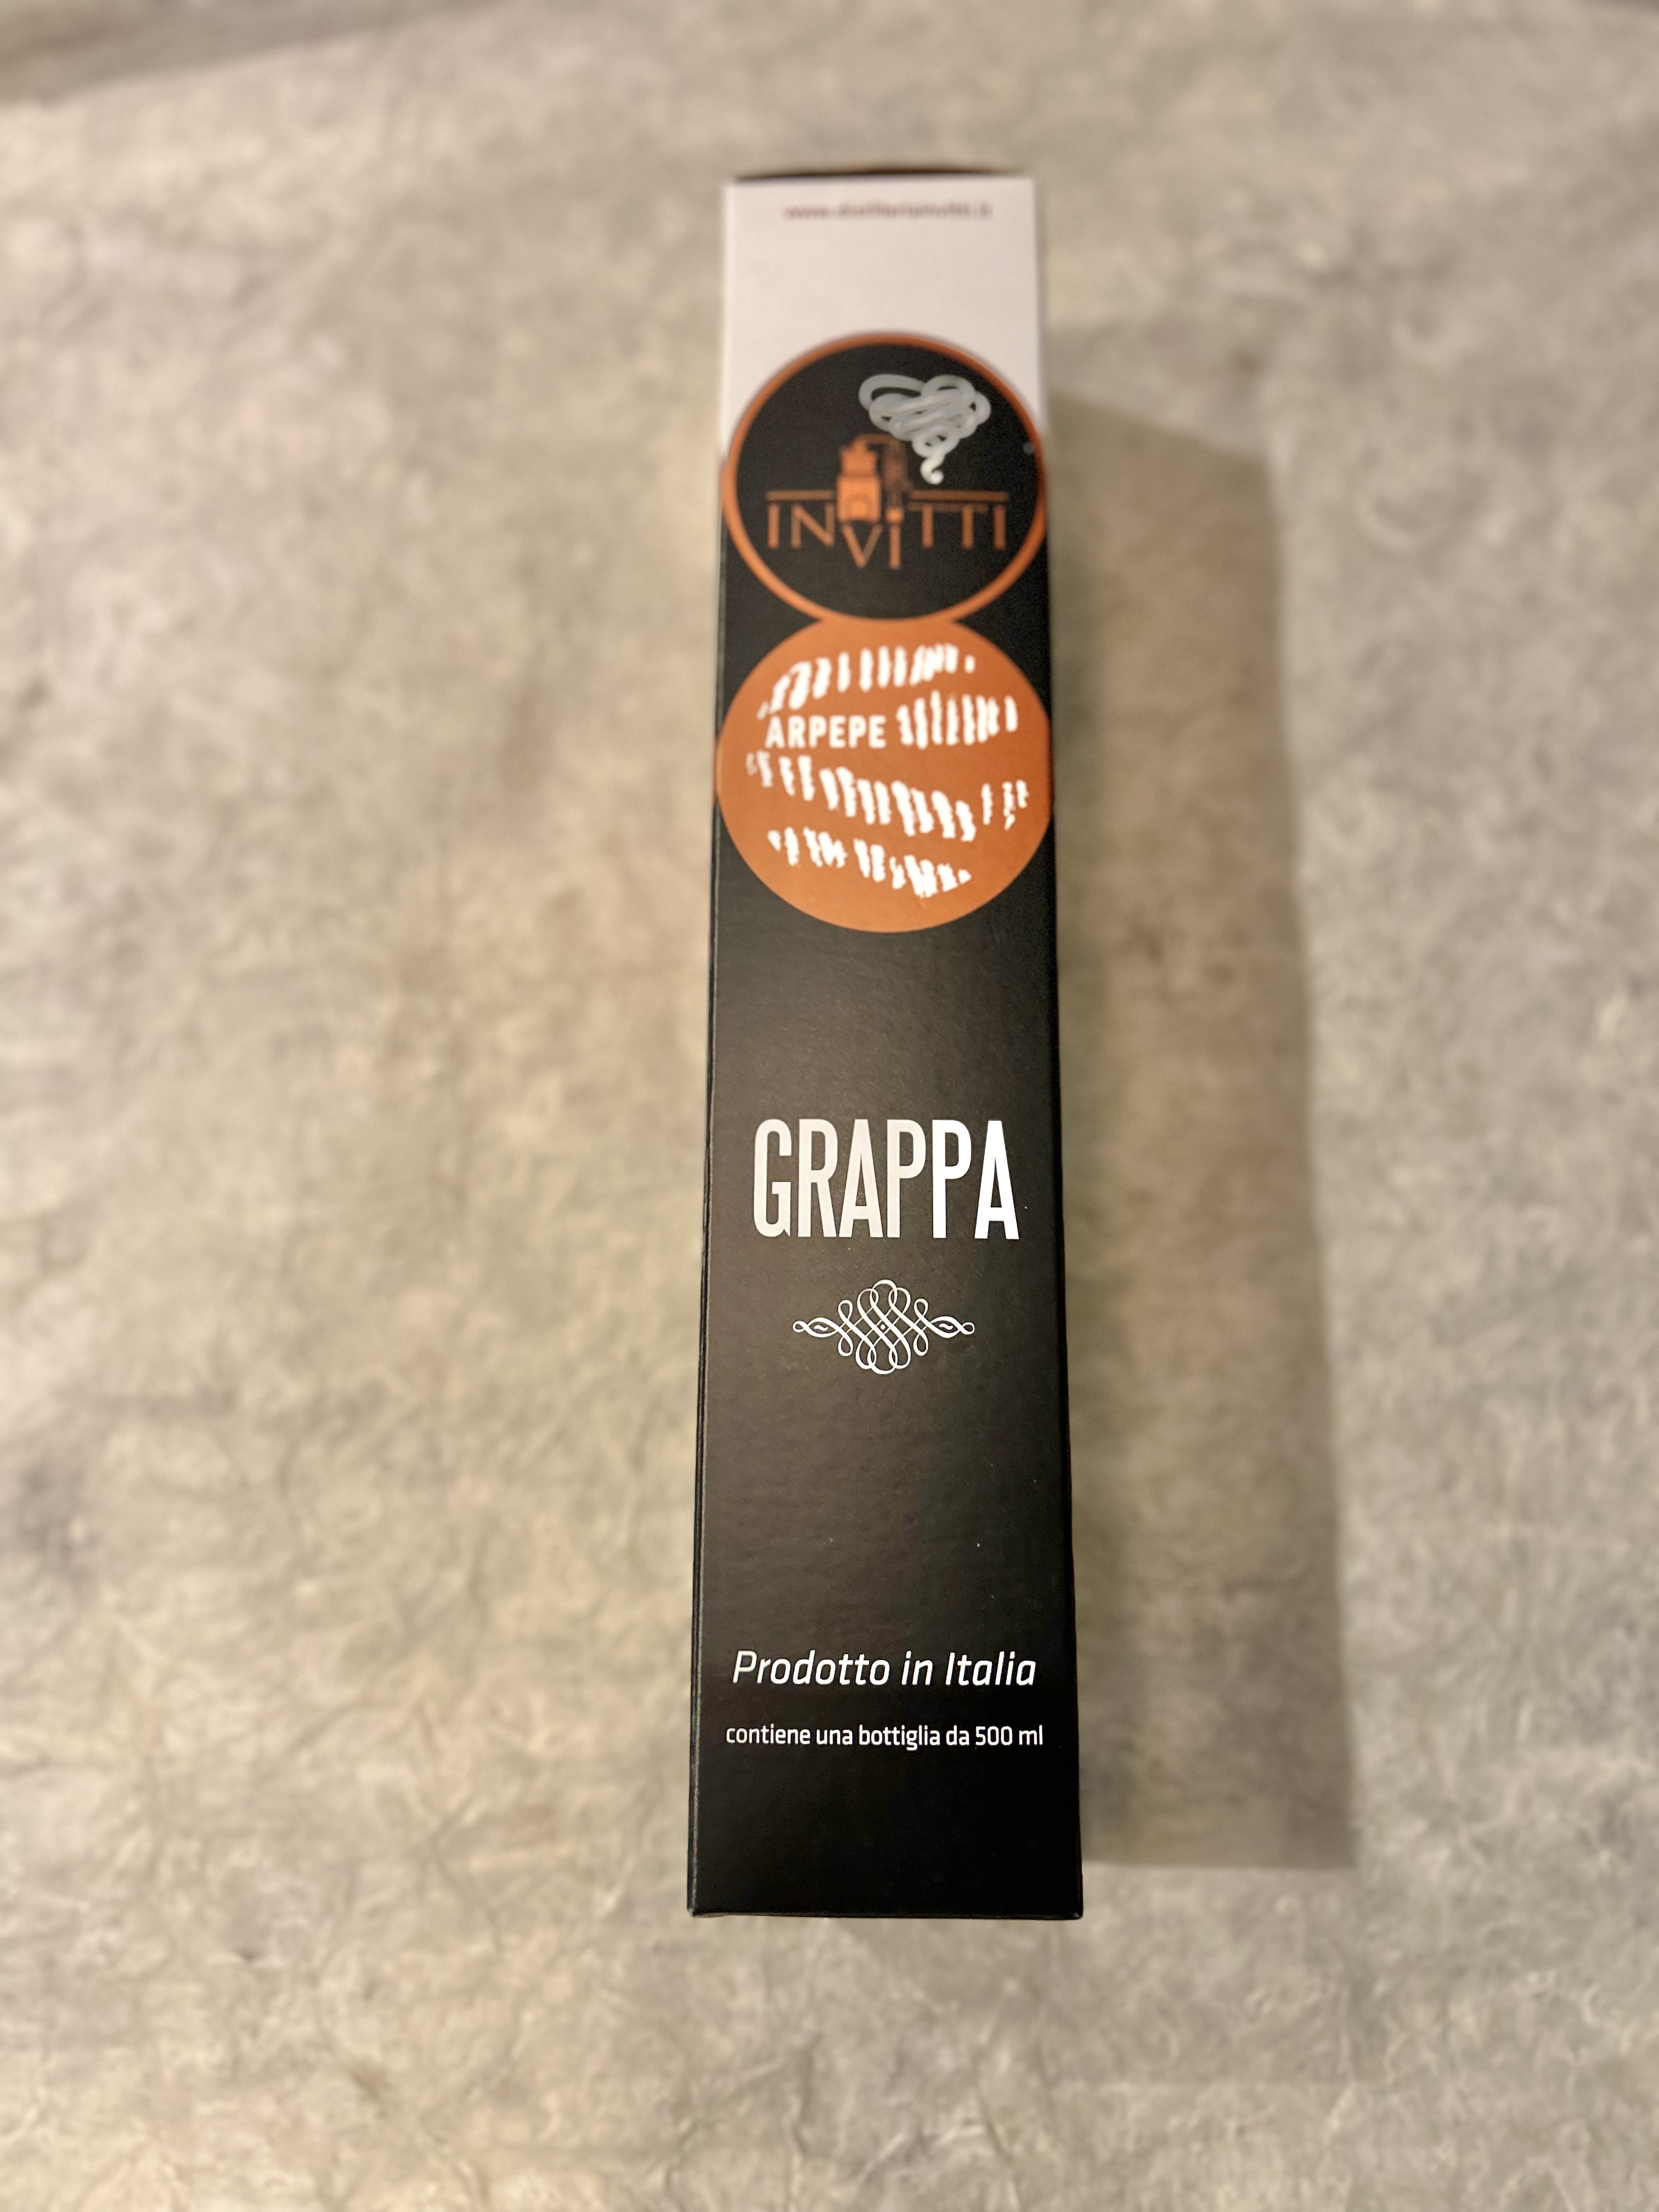 INVITTI
ARPEPE
GRAPPA
Prodotto in Italia
contiene una bottiglia da 500 ml